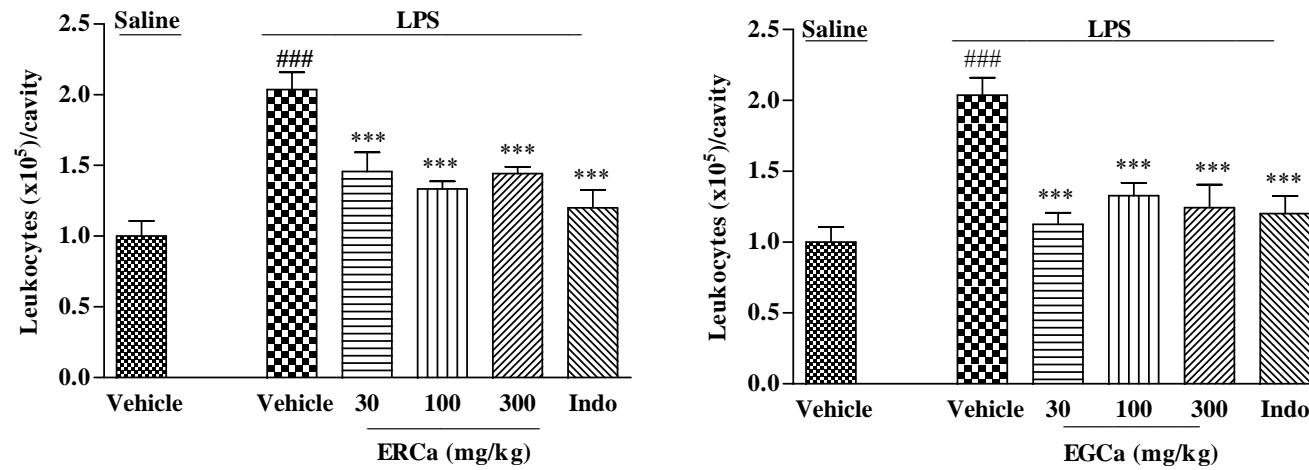 Saline LPS
Leukocytes (x10⁵)/cavity
2.5
2.0
1.5
1.0
0.5
0.0
###
***
***
***
***
Vehicle Vehicle 30 100 300 Indo
ERCa (mg/kg)
Saline LPS
Leukocytes (x10⁵)/cavity
2.5
2.0
1.5
1.0
0.5
0.0
###
***
***
***
***
Vehicle Vehicle 30 100 300 Indo
EGCa (mg/kg)